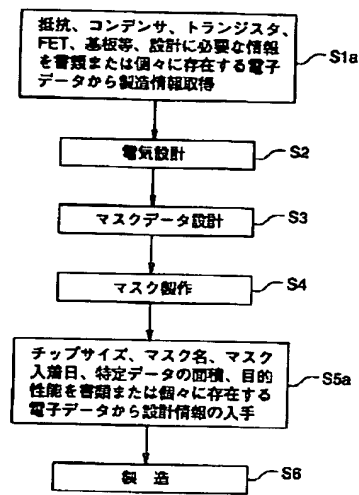 抵抗、コンデンサ、トランジスタ、
FET、基板等、設計に必要な情報
を書類または個々に存在する電子
データから製造情報取得
S1a
電気設計
S2
マスクデータ設計
S3
マスク製作
S4
チップサイズ、マスク名、マスク
入着日、特定データの面積、目的
性能を書類または個々に存在する
電子データから設計情報の入手
S5a
製 造
S6